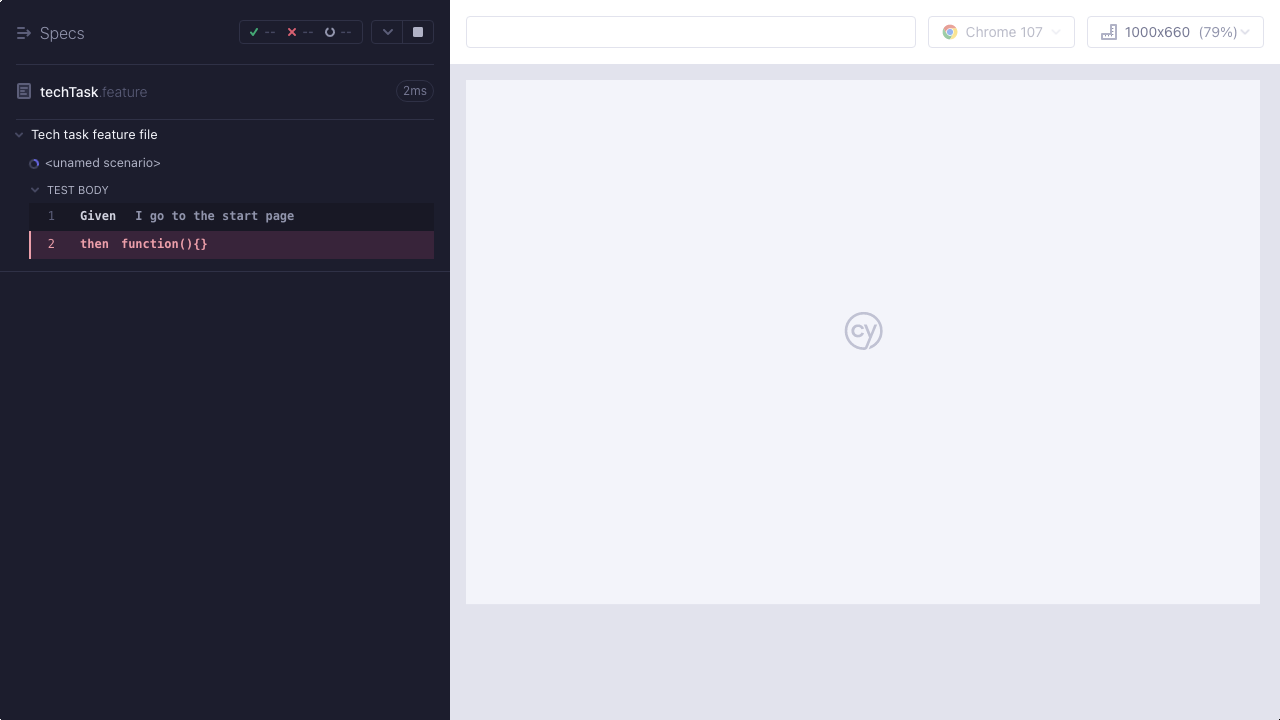 Specs
--
--
--
Chrome 107
1000x660 (79%)
techTask.feature
2ms
Tech task feature file
<unamed scenario>
TEST BODY
1 Given I go to the start page
2 then function(){}
cy